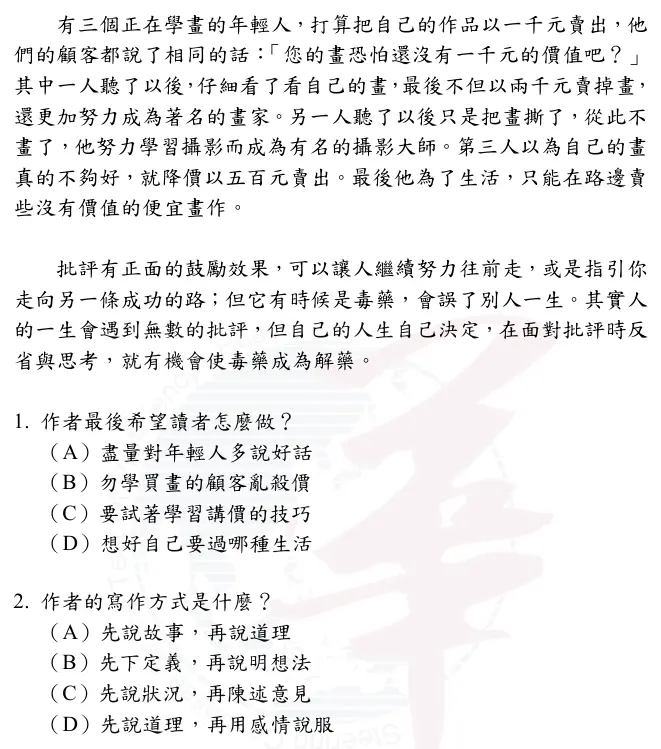 有三個正在學畫的年輕人，打算把自己的作品以一千元賣出，他
們的顧客都說了相同的話：「您的畫恐怕還沒有一千元的價值吧？」
其中一人聽了以後，仔細看了看自己的畫，最後不但以兩千元賣掉畫，
還更加努力成為著名的畫家。另一人聽了以後只是把畫撕了，從此不
畫了，他努力學習攝影而成為有名的攝影大師。第三人以為自己的畫
真的不夠好，就降價以五百元賣出。最後他為了生活，只能在路邊賣
些沒有價值的便宜畫作。
批評有正面的鼓勵效果，可以讓人繼續努力往前走，或是指引你
走向另一條成功的路；但它有時候是毒藥，會誤了別人一生。其實人
的一生會遇到無數的批評，但自己的人生自己決定，在面對批評時反
省與思考，就有機會使毒藥成為解藥。
1. 作者最後希望讀者怎麼做？
（A）盡量對年輕人多說好話
（B）勿學買畫的顧客亂殺價
（C）要試著學習講價的技巧
（D）想好自己要過哪種生活
2. 作者的寫作方式是什麼？
（A）先說故事，再說道理
（B）先下定義，再說明想法
（C）先說狀況，再陳述意見
（D）先說道理，再用感情說服